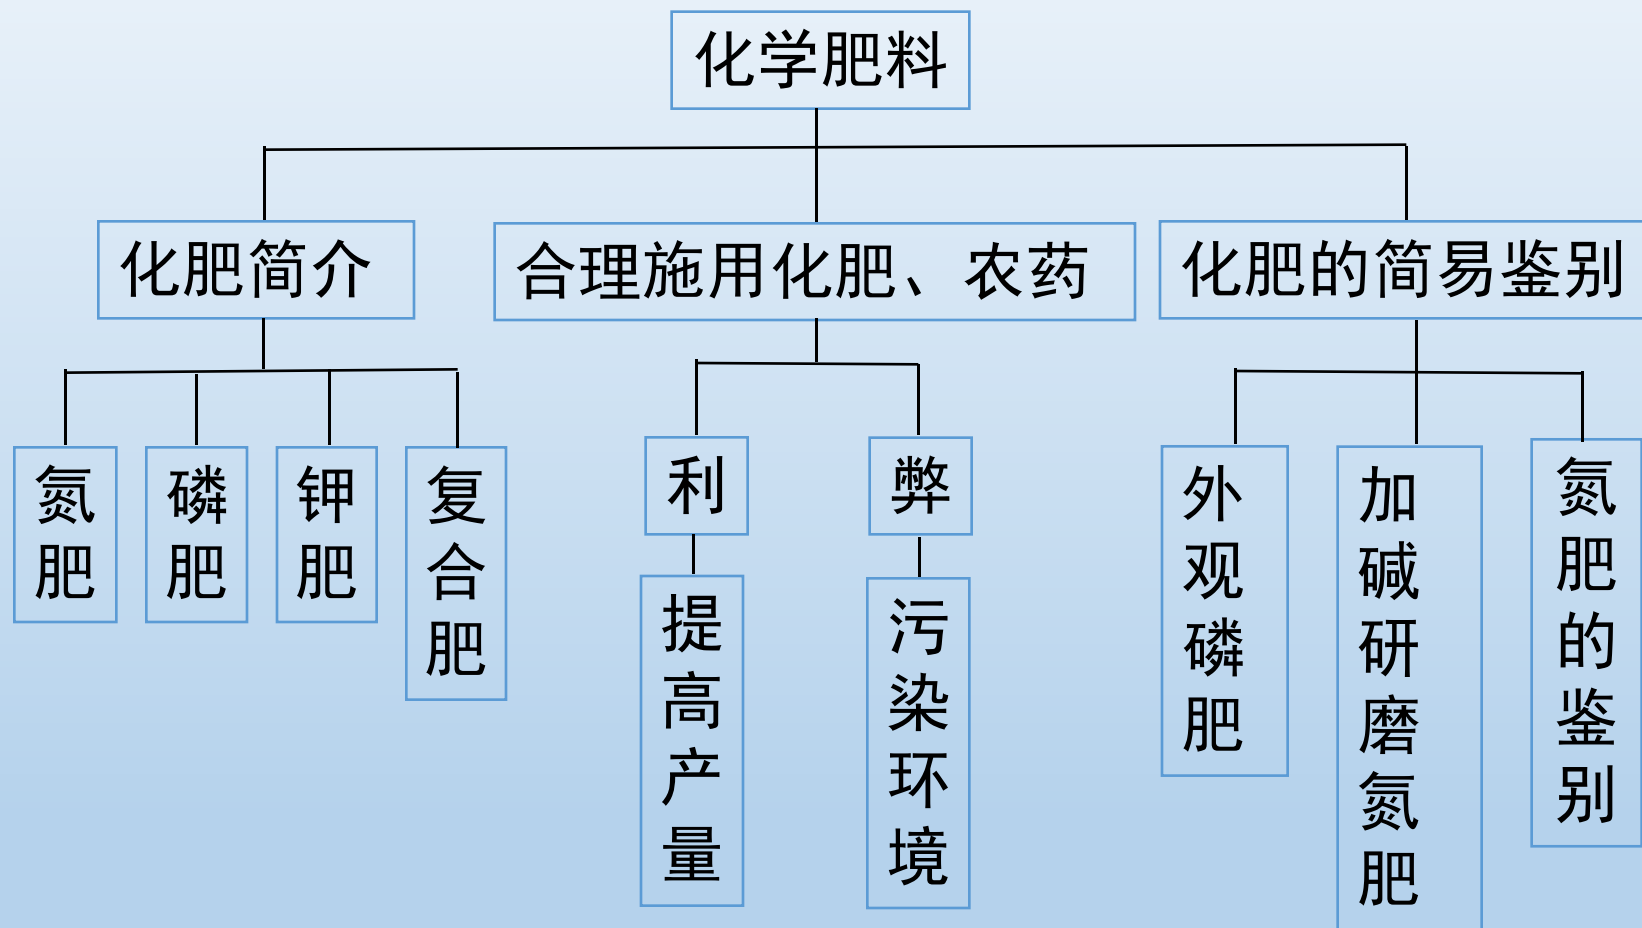 化学肥料
化肥简介
合理施用化肥、农药
化肥的简易鉴别
氮肥
磷肥
钾肥
复合肥
利
弊
提高产量
污染环境
外观磷肥
加碱研磨氮肥
氮肥的鉴别